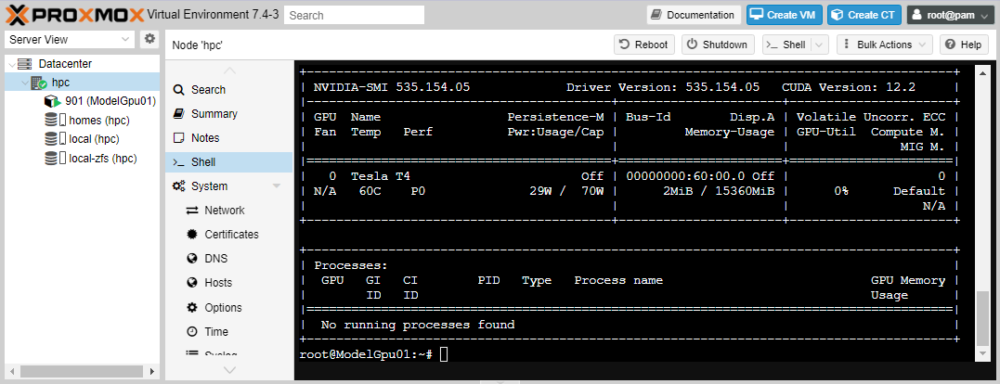 PROXMOX Virtual Environment 7.4-3 Search Documentation Create VM Create CT root@pam
Server View
Datacenter
hpc
901 (ModelGpu01)
homes (hpc)
local (hpc)
local-zfs (hpc)
Node 'hpc' Reboot Shutdown >_ Shell Bulk Actions Help
Search
Summary
Notes
>_ Shell
System
Network
Certificates
DNS
Hosts
Options
Time
Syslog
+-----------------------------------------------------------------------------+
| NVIDIA-SMI 535.154.05 Driver Version: 535.154.05 CUDA Version: 12.2 |
| GPU Name Persistence-M | Bus-Id Disp.A | Volatile Uncorr. ECC |
| Fan Temp Perf Pwr:Usage/Cap | Memory-Usage | GPU-Util Compute M. |
| | | MIG M. |
| 0 Tesla T4 Off | 00000000:60:00.0 Off | 0 |
| N/A 60C P0 29W / 70W | 2MiB / 15360MiB | 0% Default |
| | | N/A |
| Processes: |
| GPU GI CI PID Type Process name GPU Memory |
| ID ID Usage |
| No running processes found |
root@ModelGpu01:~#